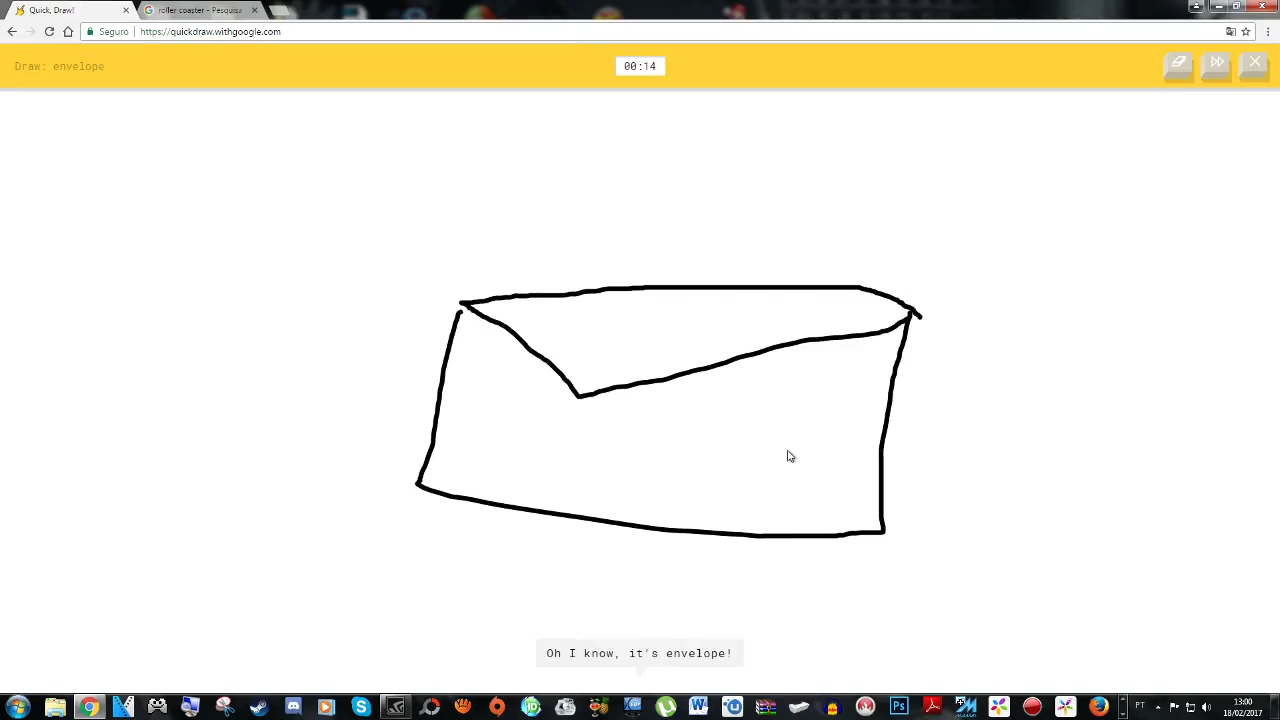 Quick, Draw!
roller coaster - Pesquisa
Seguro
https://quickdraw.withgoogle.com
Draw: envelope
00:14
Oh I know, it's envelope!
PT
13:00
18/02/2017